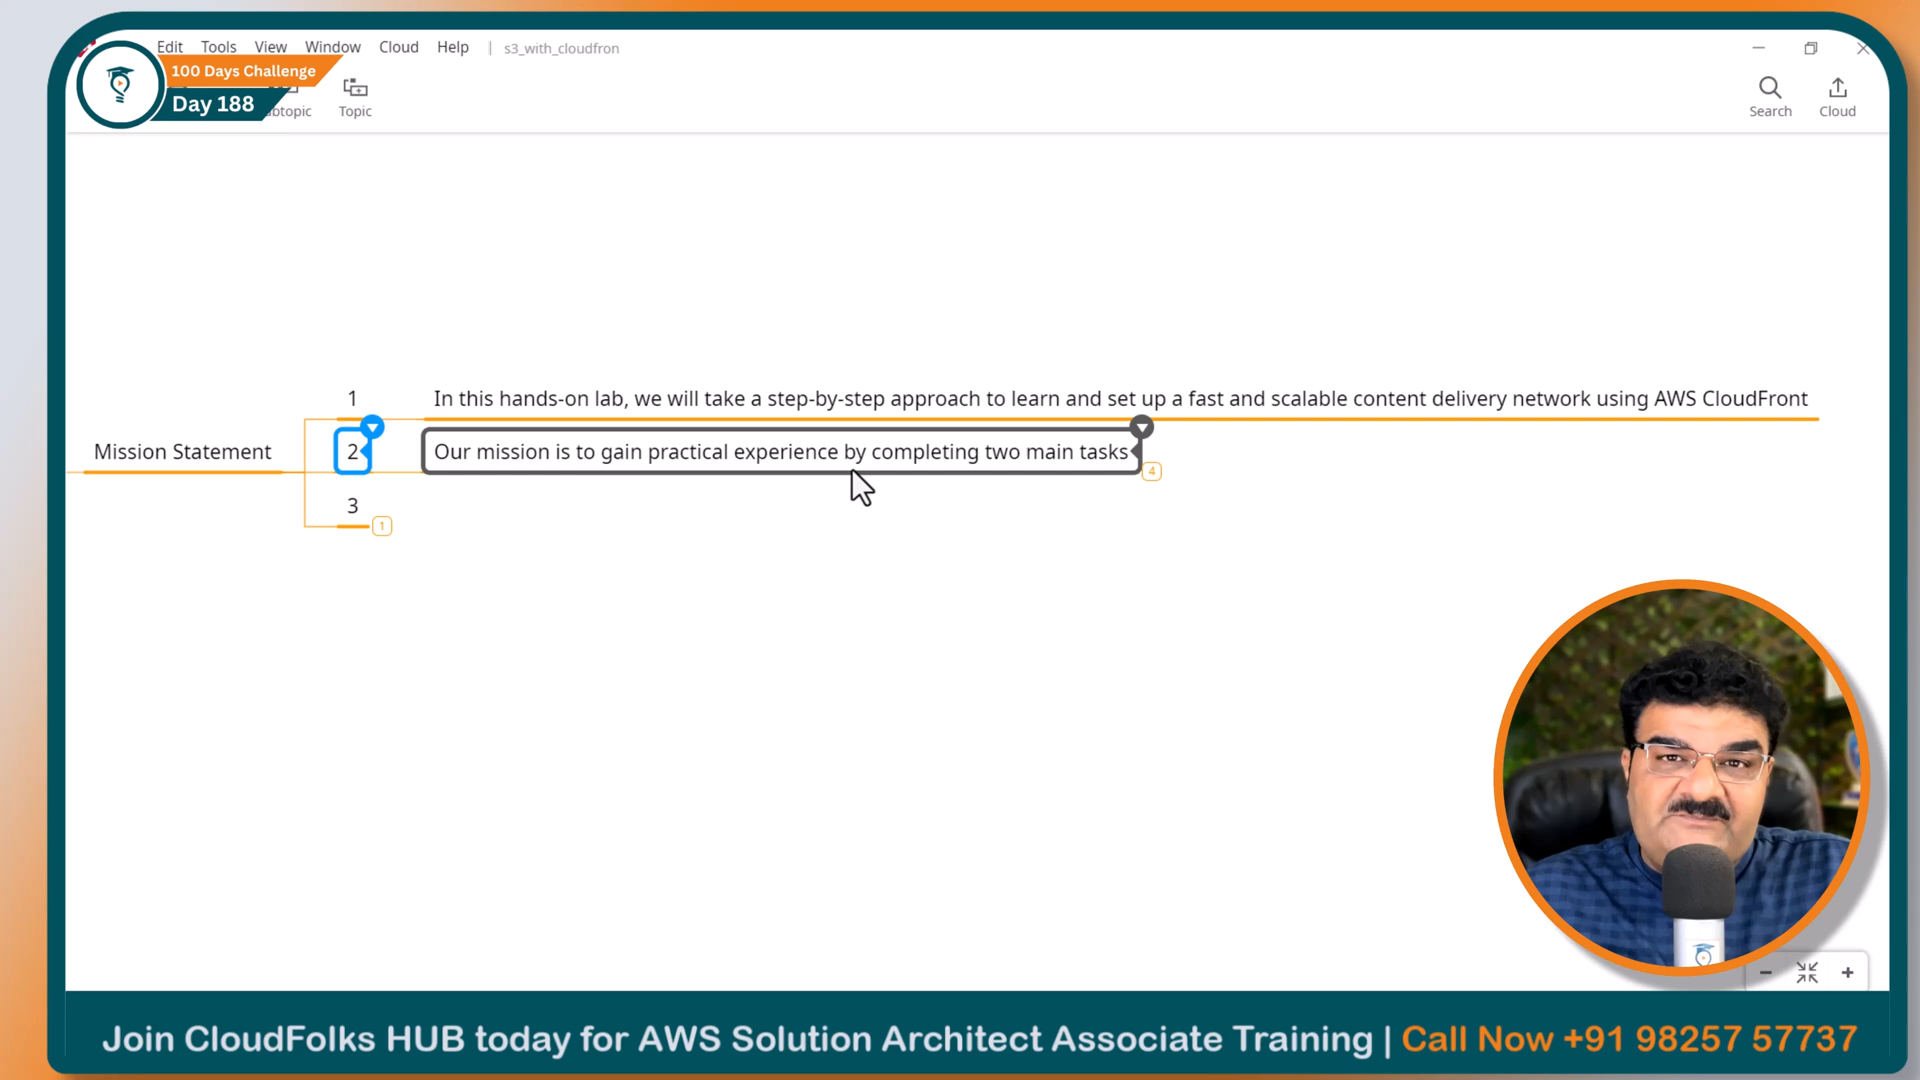 Edit Tools View Window Cloud Help | s3_with_cloudfron
100 Days Challenge
Day 188
btopic Topic
Search Cloud
1 In this hands-on lab, we will take a step-by-step approach to learn and set up a fast and scalable content delivery network using AWS CloudFront
Mission Statement 2 Our mission is to gain practical experience by completing two main tasks 4
3 1
Join CloudFolks HUB today for AWS Solution Architect Associate Training | Call Now +91 98257 57737